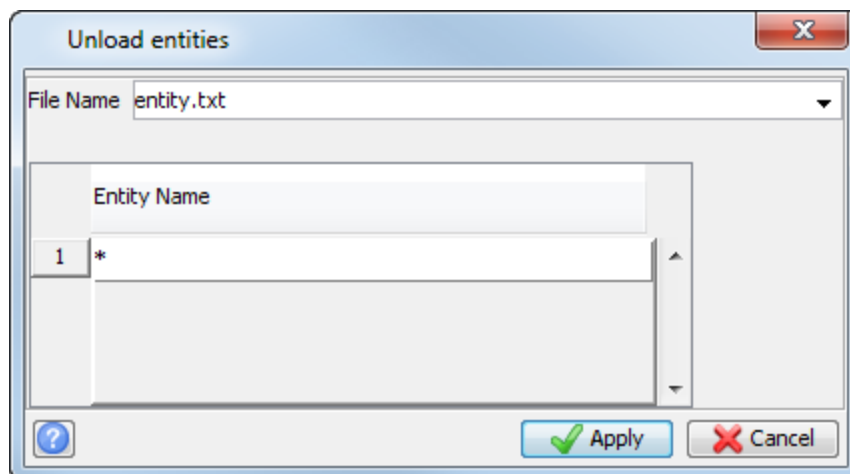 Unload entities
File Name entity.txt
Entity Name
1 *
Apply Cancel